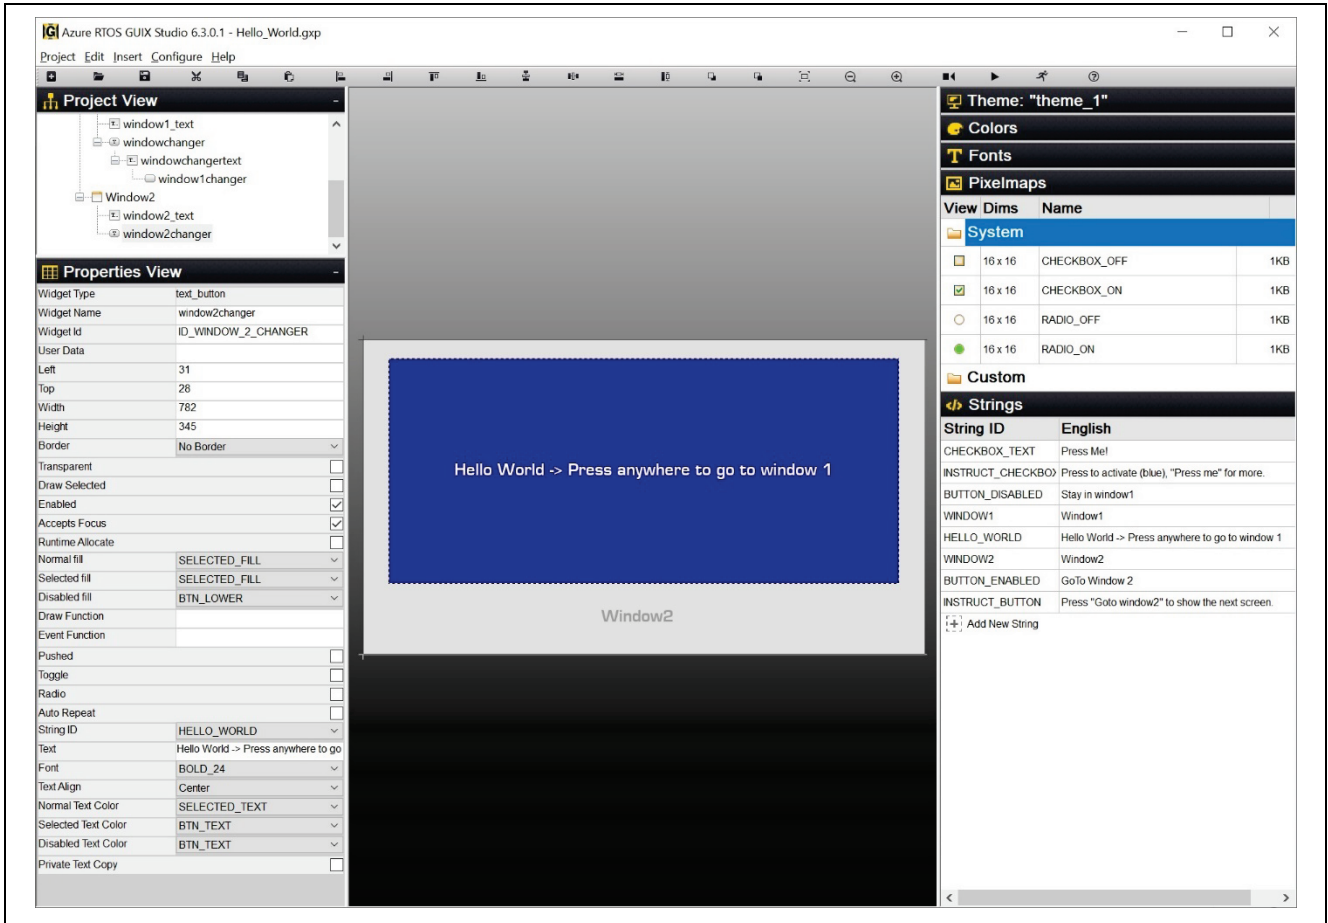 Azure RTOS GUIX Studio 6.3.0.1 - Hello_World.gxp
Project Edit Insert Configure Help
Project View
window1_text
windowchanger
windowchangertext
window1changer
Window2
window2_text
window2changer
Properties View
Widget Type text_button
Widget Name window2changer
Widget Id ID_WINDOW_2_CHANGER
User Data
Left 31
Top 28
Width 782
Height 345
Border No Border
Transparent
Draw Selected
Enabled
Accepts Focus
Runtime Allocate
Normal fill SELECTED_FILL
Selected fill SELECTED_FILL
Disabled fill BTN_LOWER
Draw Function
Event Function
Pushed
Toggle
Radio
Auto Repeat
String ID HELLO_WORLD
Text Hello World -> Press anywhere to go
Font BOLD_24
Text Align Center
Normal Text Color SELECTED_TEXT
Selected Text Color BTN_TEXT
Disabled Text Color BTN_TEXT
Private Text Copy
Hello World -> Press anywhere to go to window 1
Window2
Theme: "theme_1"
Colors
Fonts
Pixelmaps
View Dims Name
System
16 x 16 CHECKBOX_OFF 1KB
16 x 16 CHECKBOX_ON 1KB
16 x 16 RADIO_OFF 1KB
16 x 16 RADIO_ON 1KB
Custom
Strings
String ID English
CHECKBOX_TEXT Press Me!
INSTRUCT_CHECKBOX Press to activate (blue), "Press me" for more.
BUTTON_DISABLED Stay in window1
WINDOW1 Window1
HELLO_WORLD Hello World -> Press anywhere to go to window 1
WINDOW2 Window2
BUTTON_ENABLED GoTo Window 2
INSTRUCT_BUTTON Press "Goto window2" to show the next screen.
Add New String